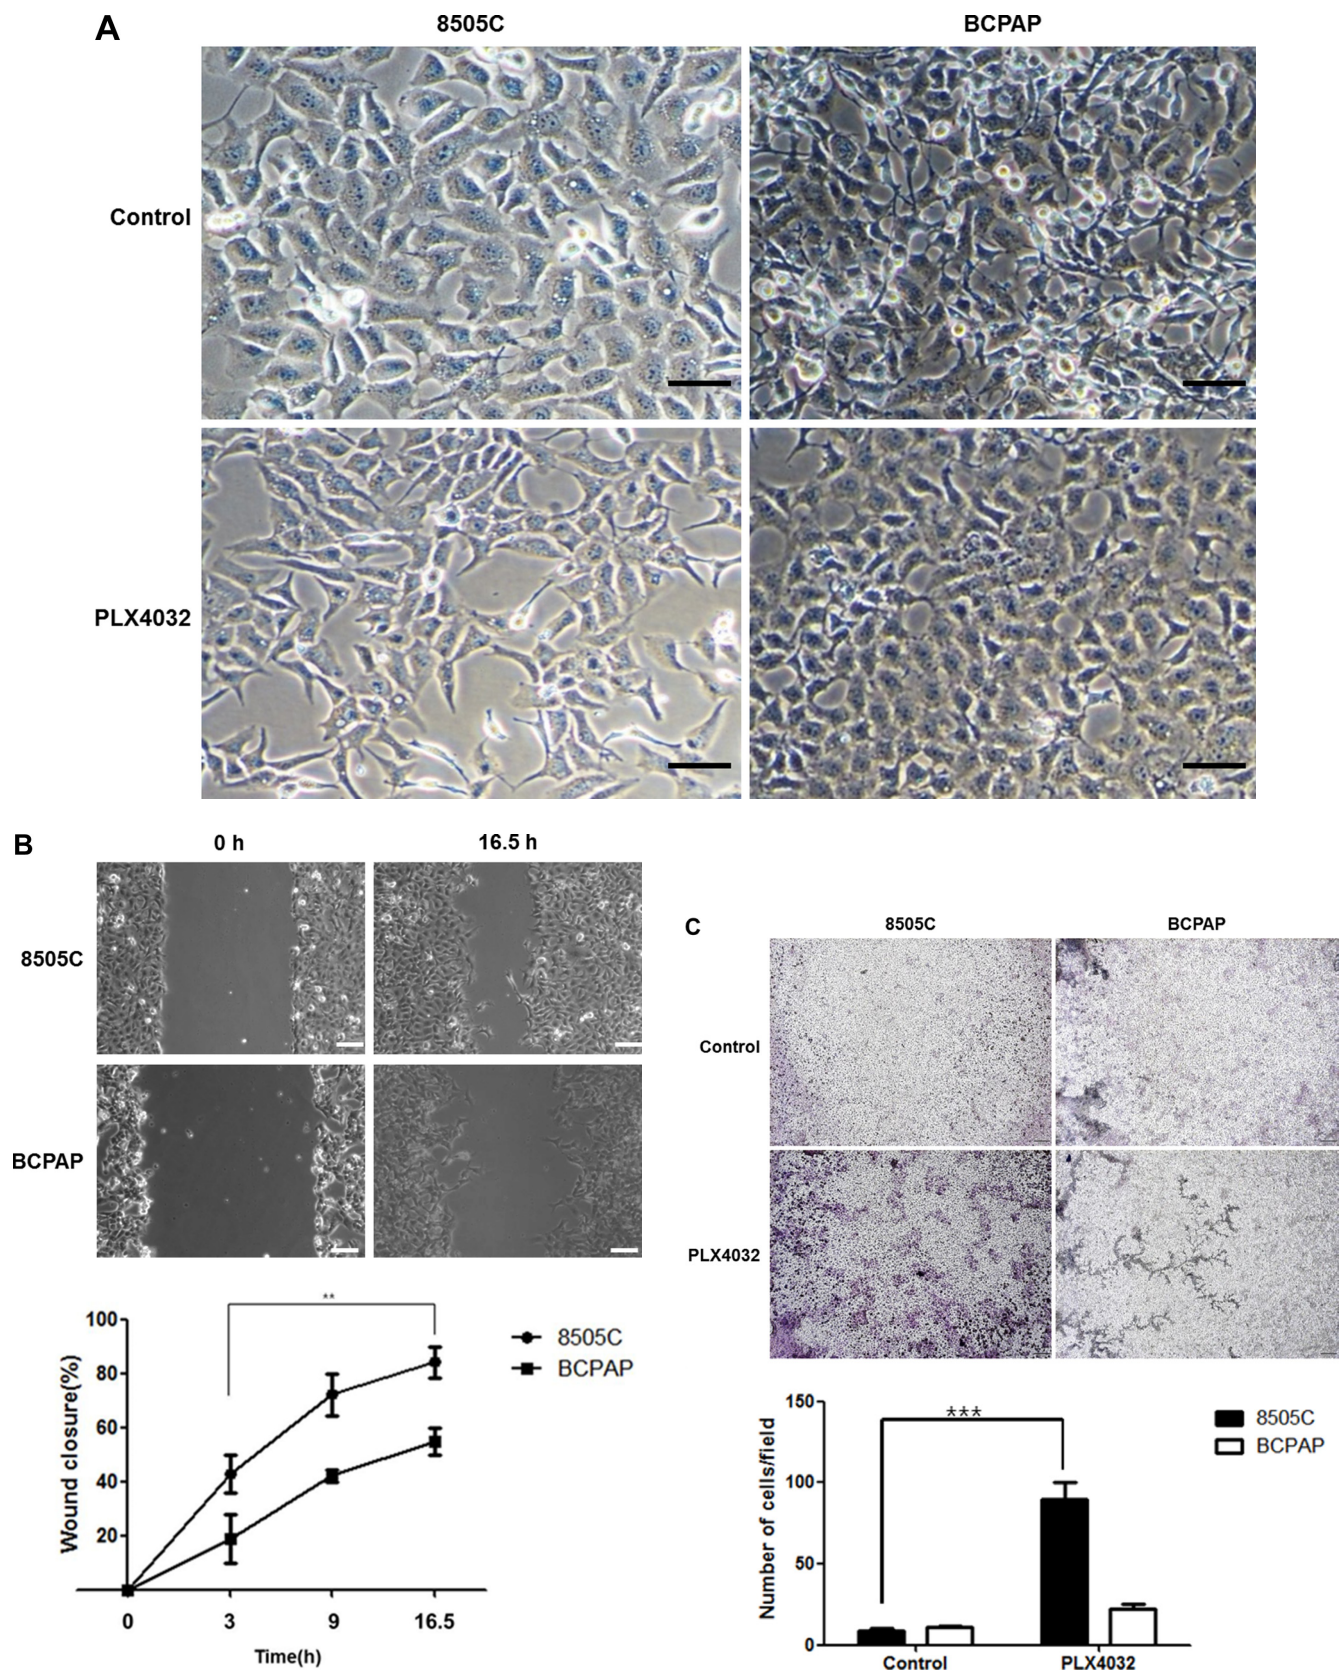 A
8505C
BCPAP
Control
PLX4032
B
0 h
16.5 h
8505C
BCPAP
100
80
60
40
20
Wound closure(%)
**
0
3
9
16.5
Time(h)
8505C
BCPAP
C
8505C
BCPAP
Control
PLX4032
150
100
50
0
Number of cells/field
***
Control
PLX4032
8505C
BCPAP